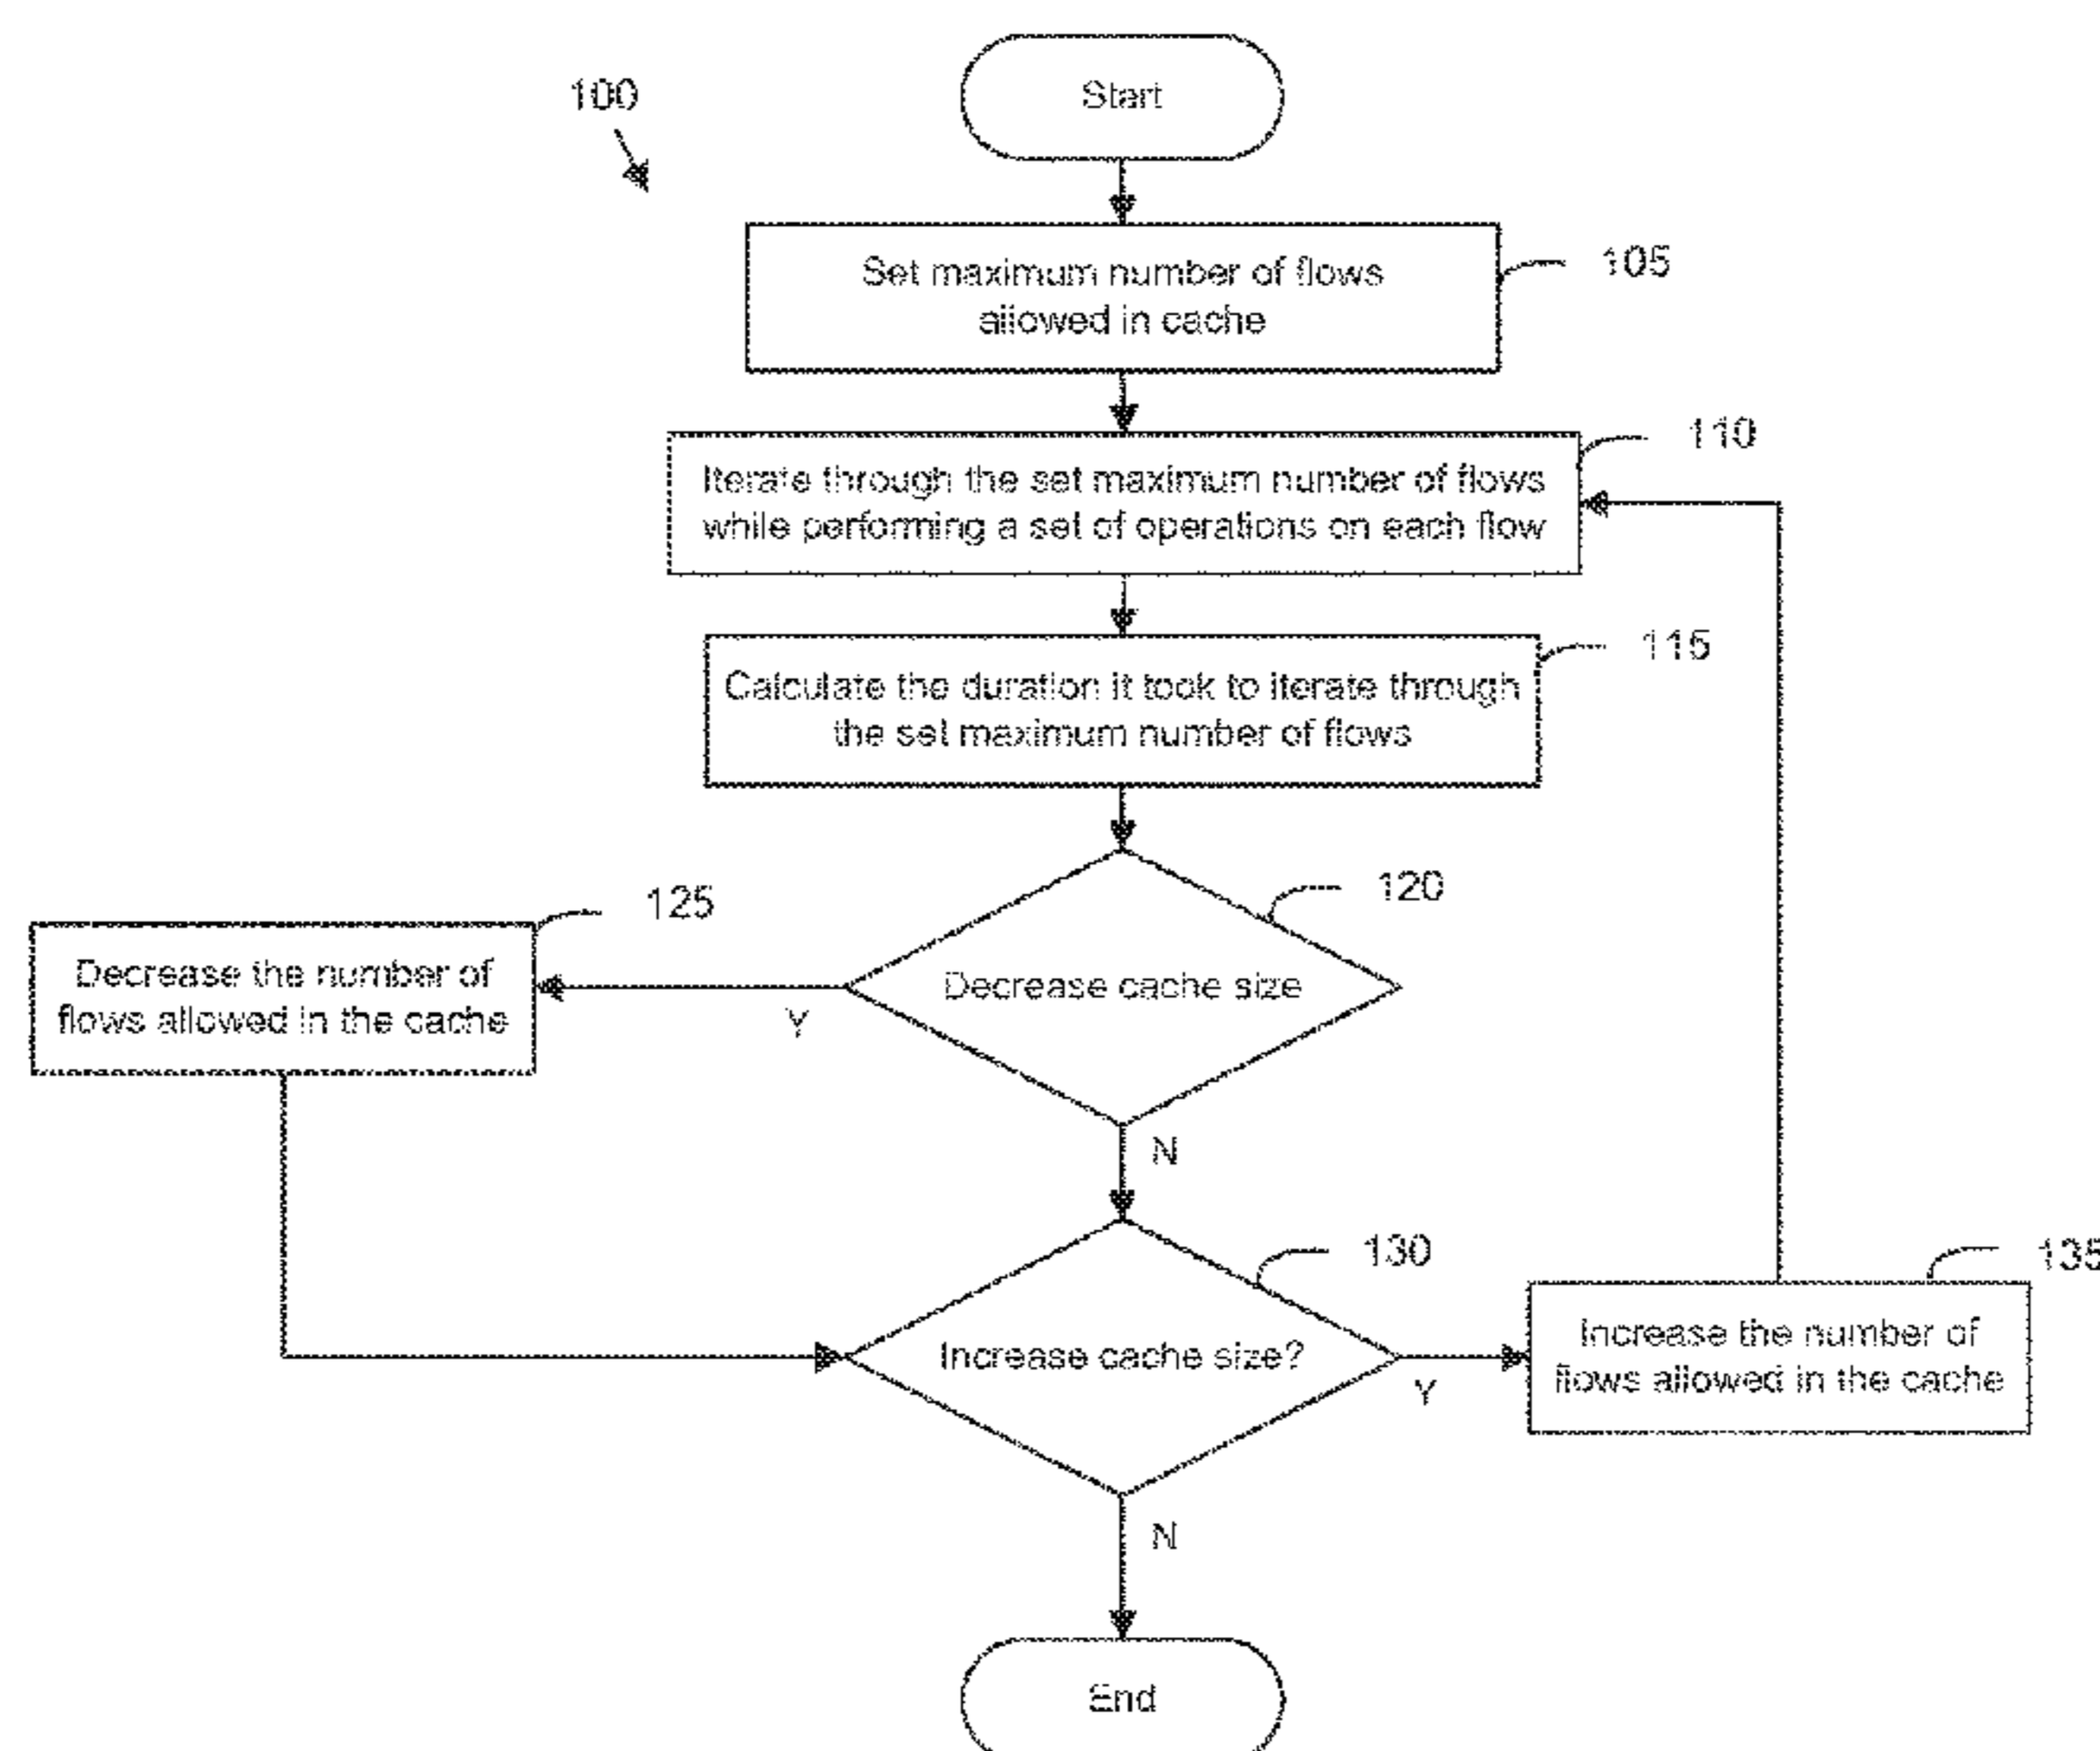 100
Start
Set maximum number of flows
allowed in cache
105
110
Iterate through the set maximum number of flows
while performing a set of operations on each flow
115
Calculate the duration it took to iterate through
the set maximum number of flows
120
Decrease cache size
125
Decrease the number of
flows allowed in the cache
Y
N
130
Increase cache size?
135
Increase the number of
flows allowed in the cache
Y
N
End